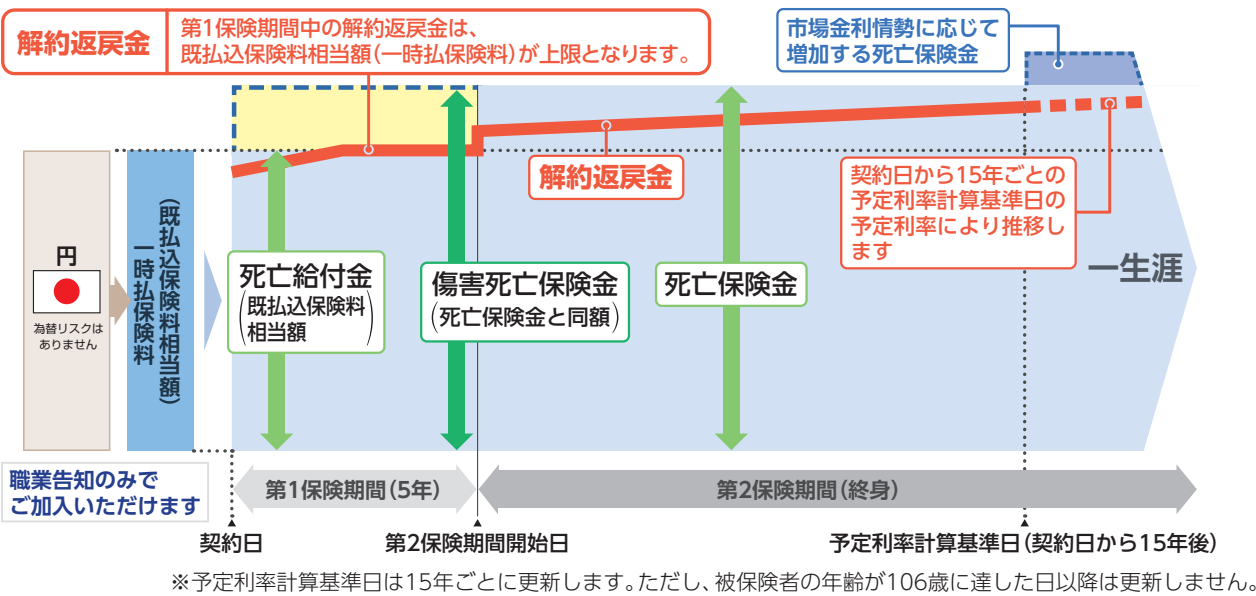 解約返戻金
第1保険期間中の解約返戻金は、
既払込保険料相当額(一時払保険料)が上限となります。
市場金利情勢に応じて
増加する死亡保険金
解約返戻金
契約日から15年ごとの
予定利率計算基準日の
予定利率により推移し
ます
円
為替リスクは
ありません
一時払保険料
(既払込保険料相当額)
死亡給付金
(既払込保険料
相当額)
傷害死亡保険金
(死亡保険金と同額)
死亡保険金
一生涯
職業告知のみで
ご加入いただけます
第1保険期間(5年)
第2保険期間(終身)
契約日
第2保険期間開始日
予定利率計算基準日(契約日から15年後)
※予定利率計算基準日は15年ごとに更新します。ただし、被保険者の年齢が106歳に達した日以降は更新しません。